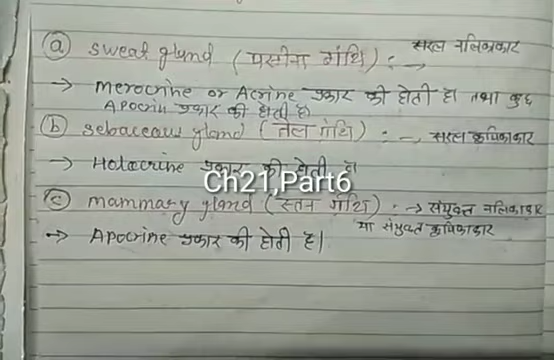 (a) sweat gland (पसीना ग्रंथि) :→ सरल नलिकाकार
→ merocrine or Acrine प्रकार की होती है। तथा कुछ
Apocrin प्रकार की होती है।
(b) sebaceous gland (तेल ग्रंथि) :→ सरल कूपिकाकार
→ Holocrine प्रकार की होती है।
Ch21,Part6
(c) mammary gland (स्तन ग्रंथि) :→ संयुक्त नलिकाकार
या संयुक्त कूपिकाकार
→ Apocrine प्रकार की होती है।